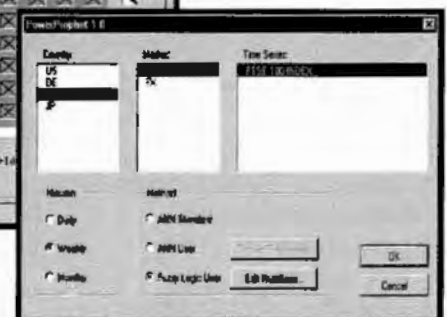 PowerProphet 1.0
Country
Market
Time Series
US
DE
JP
FX
FTSE 100 INDEX
Horizon
Method
Daily
ANN Standard
Weekly
ANN User
OK
Monthly
Fuzzy Logic User
Edit Rulebase...
Cancel